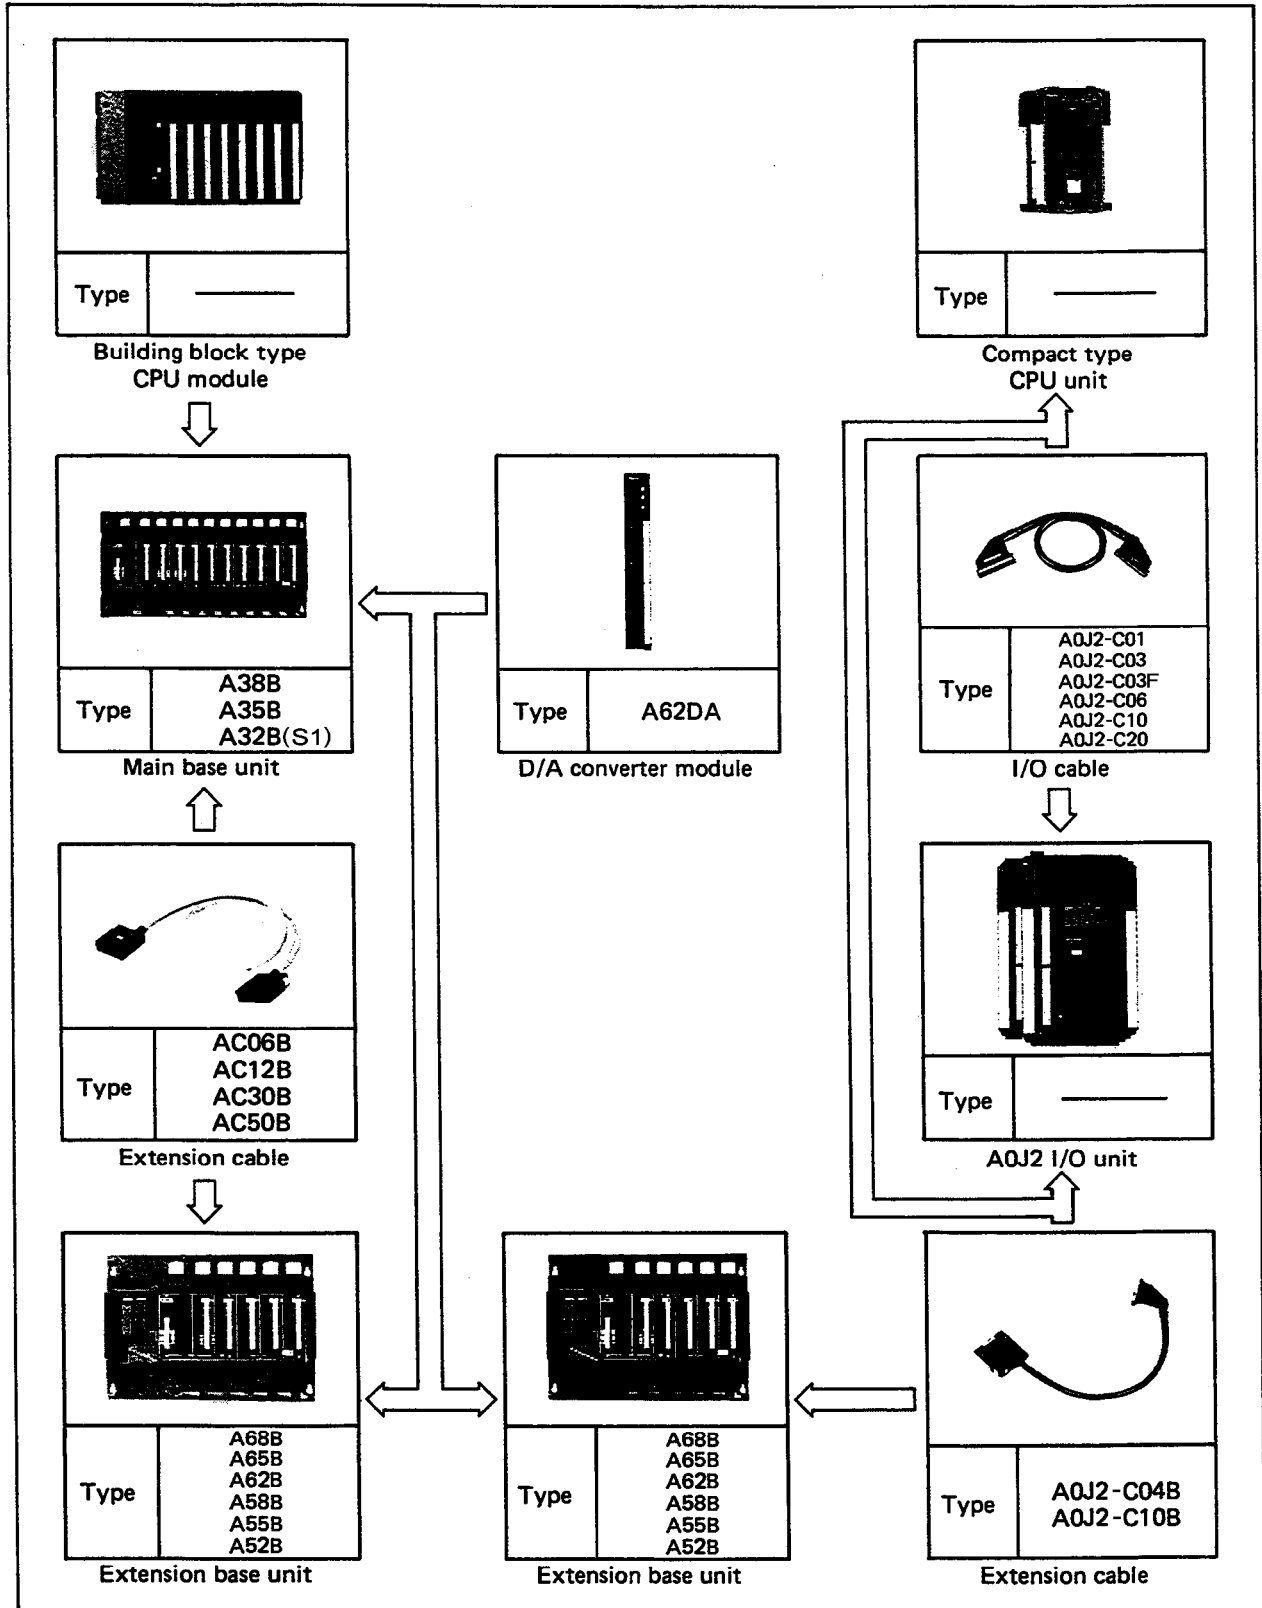 Type
Building block type
CPU module
Type
Compact type
CPU unit
Type
A38B
A35B
A32B(S1)
Main base unit
Type
A62DA
D/A converter module
Type
A0J2-C01
A0J2-C03
A0J2-C03F
A0J2-C06
A0J2-C10
A0J2-C20
I/O cable
Type
AC06B
AC12B
AC30B
AC50B
Extension cable
Type
A0J2 I/O unit
Type
A68B
A65B
A62B
A58B
A55B
A52B
Extension base unit
Type
A68B
A65B
A62B
A58B
A55B
A52B
Extension base unit
Type
A0J2-C04B
A0J2-C10B
Extension cable